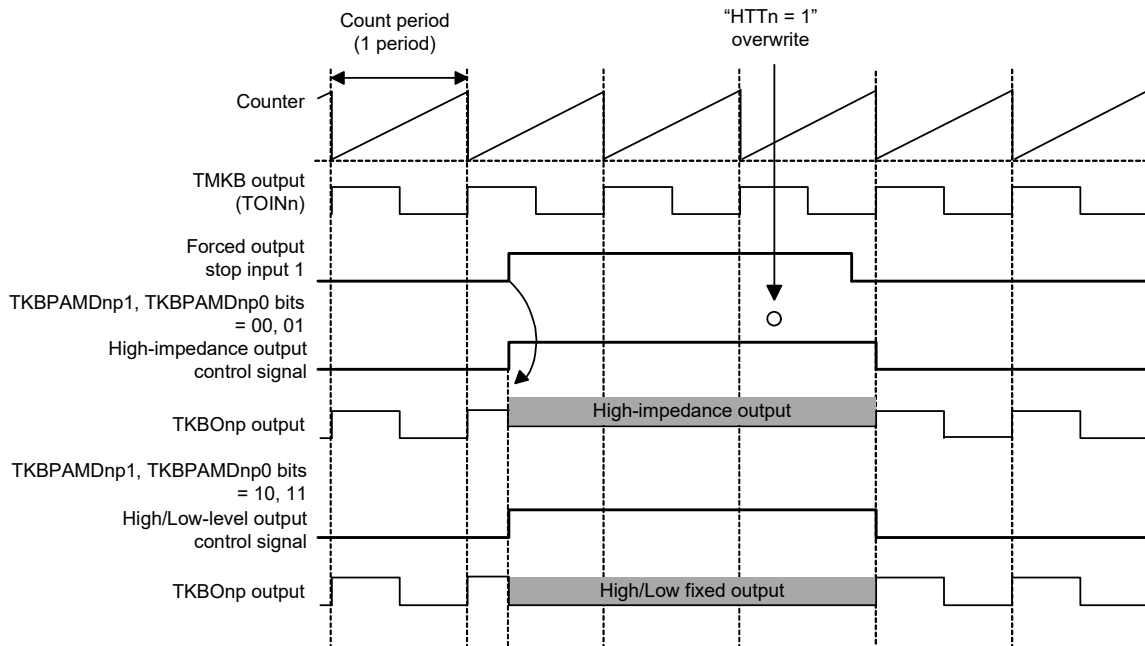 Count period
(1 period)
“HTTn = 1”
overwrite
Counter
TMKB output
(TOINn)
Forced output
stop input 1
TKBPAMDnp1, TKBPAMDnp0 bits
= 00, 01
High-impedance output
control signal
High-impedance output
TKBOnp output
TKBPAMDnp1, TKBPAMDnp0 bits
= 10, 11
High/Low-level output
control signal
TKBOnp output
High/Low fixed output